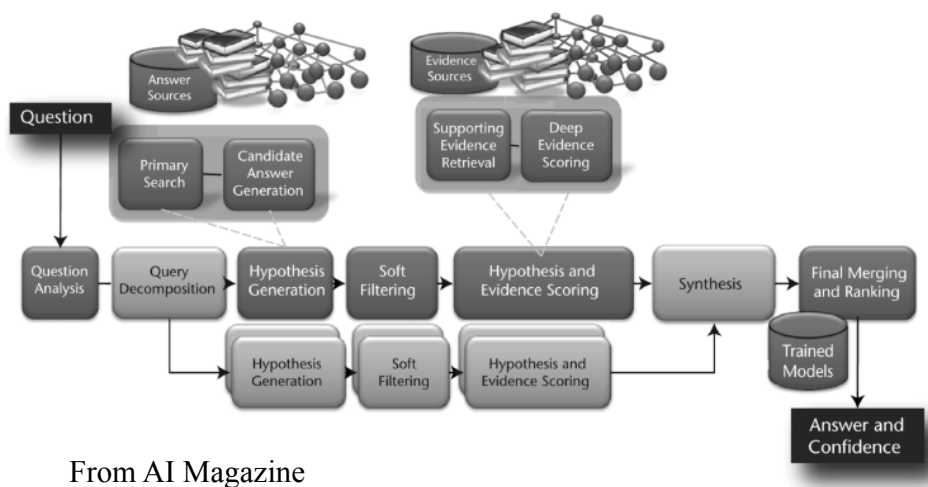 Answer
Sources
Evidence
Sources
Question
Primary
Search
Candidate
Answer
Generation
Supporting
Evidence
Retrieval
Deep
Evidence
Scoring
Question
Analysis
Query
Decomposition
Hypothesis
Generation
Soft
Filtering
Hypothesis and
Evidence Scoring
Synthesis
Final Merging
and Ranking
Hypothesis
Generation
Soft
Filtering
Hypothesis and
Evidence Scoring
Trained
Models
Answer and
Confidence
From AI Magazine